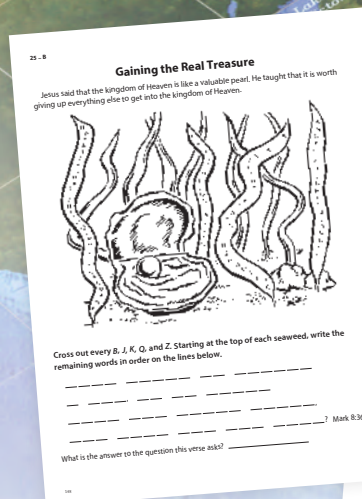 25 – B
Gaining the Real Treasure
Jesus said that the kingdom of Heaven is like a valuable pearl. He taught that it is worth
giving up everything else to get into the kingdom of Heaven.
Cross out every B, J, K, Q, and Z. Starting at the top of each seaweed, write the
remaining words in order on the lines below.
? Mark 8:36
What is the answer to the question this verse asks?